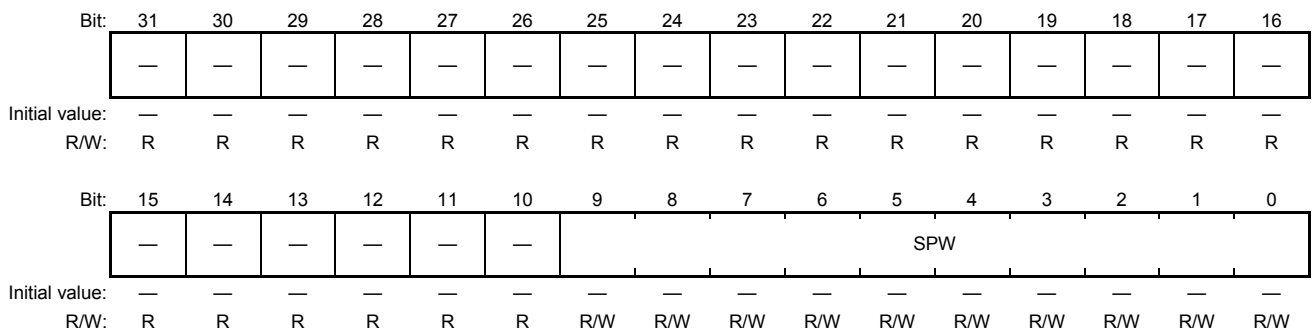 Bit: 31 30 29 28 27 26 25 24 23 22 21 20 19 18 17 16
— — — — — — — — — — — — — — — —
Initial value: — — — — — — — — — — — — — — — —
R/W: R R R R R R R R R R R R R R R R
Bit: 15 14 13 12 11 10 9 8 7 6 5 4 3 2 1 0
— — — — — — SPW
Initial value: — — — — — — — — — — — — — — — —
R/W: R R R R R R R/W R/W R/W R/W R/W R/W R/W R/W R/W R/W